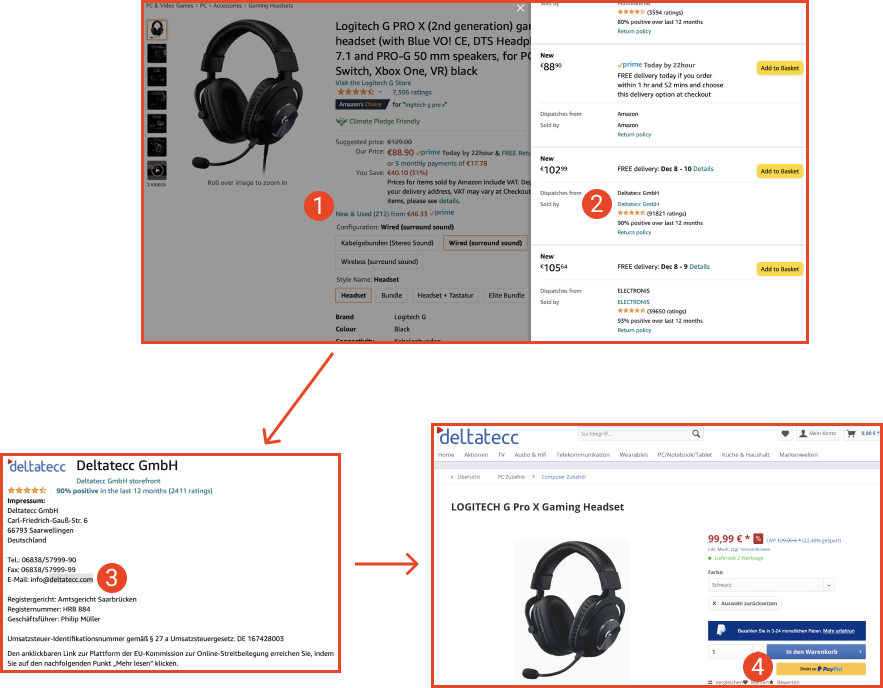 PC & Video Games › PC › Accessories › Gaming Headsets
Logitech G PRO X (2nd generation) gam
headset (with Blue VO! CE, DTS Headph
7.1 and PRO-G 50 mm speakers, for PC
Switch, Xbox One, VR) black
Visit the Logitech G Store
7,306 ratings
Amazon's Choice for "logitech g pro x"
Climate Pledge Friendly
Suggested price: €129.00
Our Price: €88.90 prime Today by 22hour & FREE Retu
or 5 monthly payments of €17.78
You Save: €40.10 (31%)
Prices for items sold by Amazon include VAT. Dep
your delivery address, VAT may vary at Checkout
items, please see details.
New & Used (212) from €46.33 prime
Configuration: Wired (surround sound)
Kabelgebunden (Stereo Sound)
Wired (surround sound)
Wireless (surround sound)
Style Name: Headset
Headset
Bundle
Headset + Tastatur
Elite Bundle
Brand Logitech G
Colour Black
Connectivity Kabelgebunden
2 VIDEOS
Roll over image to zoom in
1
Sold by
(3594 ratings)
80% positive over last 12 months
Return policy
New
€88 90
prime Today by 22hour
FREE delivery today if you order
within 1 hr and 52 mins and choose
this delivery option at checkout
Add to Basket
Dispatches from Amazon
Sold by Amazon
Return policy
New
€102 99
FREE delivery: Dec 8 - 10 Details
Add to Basket
Dispatches from Deltatecc GmbH
Sold by 2 Deltatecc GmbH
(91821 ratings)
90% positive over last 12 months
Return policy
New
€105 64
FREE delivery: Dec 8 - 9 Details
Add to Basket
Dispatches from ELECTRONIS
Sold by ELECTRONIS
(39650 ratings)
93% positive over last 12 months
Return policy
deltatecc Deltatecc GmbH
Deltatecc GmbH storefront
90% positive in the last 12 months (2411 ratings)
Impressum:
Deltatecc GmbH
Carl-Friedrich-Gauß-Str. 6
66793 Saarwellingen
Deutschland
Tel.: 06838/57999-90
Fax: 06838/57999-99
E-Mail: info@deltatecc.com 3
Registergericht: Amtsgericht Saarbrücken
Registernummer: HRB 884
Geschäftsführer: Philip Müller
Umsatzsteuer-Identifikationsnummer gemäß § 27 a Umsatzsteuergesetz: DE 167428003
Den anklickbaren Link zur Plattform der EU-Kommission zur Online-Streitbeilegung erreichen Sie, indem
Sie auf den nachfolgenden Punkt „Mehr lesen“ klicken.
deltatecc
Suchbegriff...
Mein Konto
0,00 € *
Home Aktionen TV Audio & Hifi Telekommunikation Wearables PC/Notebook/Tablet Küche & Haushalt Markenwelten
‹ Übersicht PC Zubehör › Computer Zubehör
LOGITECH G Pro X Gaming Headset
99,99 € * % UVP 129,00 € * (22,49% gespart)
inkl. MwSt. zzgl. Versandkosten
Lieferzeit 2 Werktage
Farbe:
Schwarz
X Auswahl zurücksetzen
Bezahlen Sie in 3-24 monatlichen Raten. Mehr erfahren
1
In den Warenkorb
4
Direkt zu PayPal
Vergleichen Merken Bewerten